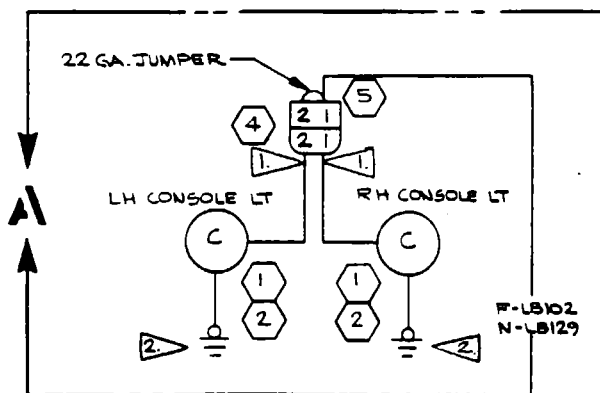 22 GA. JUMPER
5
2 1
4
2 1
1. 1.
A
LH CONSOLE LT
RH CONSOLE LT
C
C
1
1
2
2
F-LB102
N-LB129
2.
2.